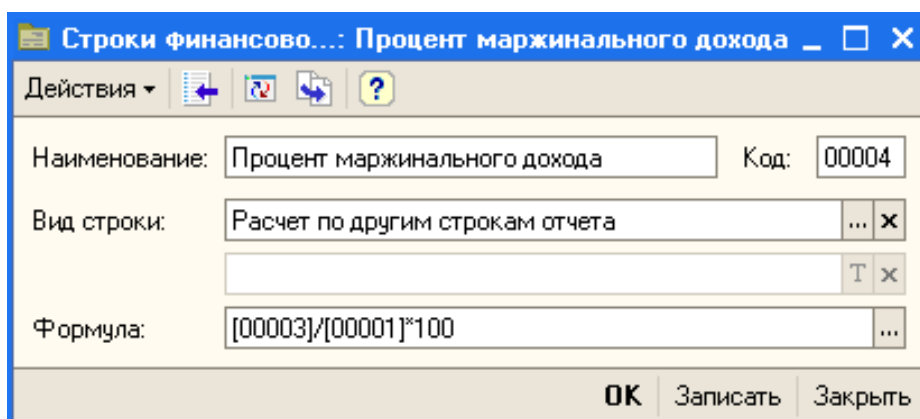 Строки финансово...: Процент маржинального дохода
Действия
Наименование: Процент маржинального дохода Код: 00004
Вид строки: Расчет по другим строкам отчета ...
T
Формула: [00003]/[00001]*100 ...
OK Записать Закрыть